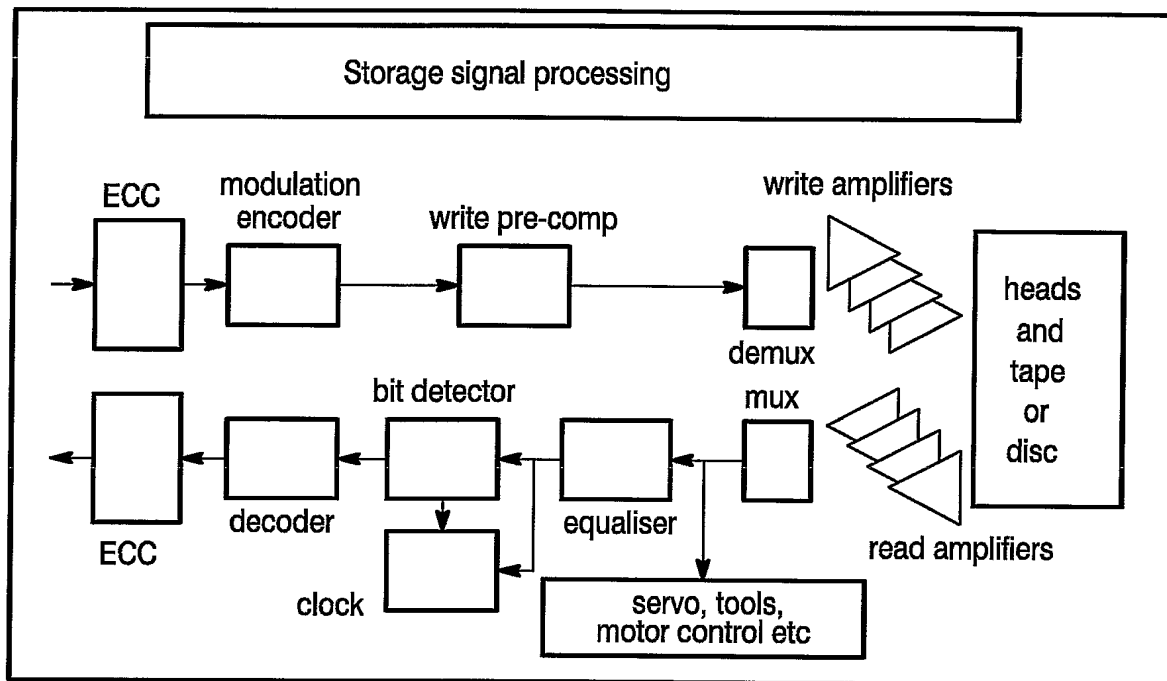 Storage signal processing
ECC
modulation
encoder
write pre-comp
write amplifiers
demux
heads
and
tape
or
disc
bit detector
mux
decoder
equaliser
ECC
read amplifiers
clock
servo, tools,
motor control etc